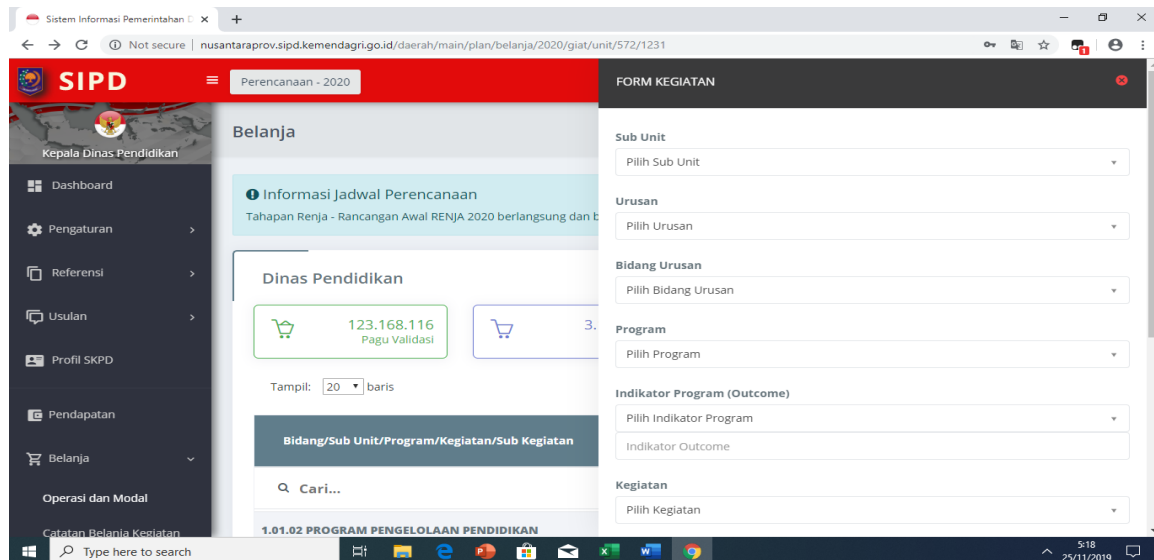 Sistem Informasi Pemerintahan D
Not secure | nusantaraprov.sipd.kemendagri.go.id/daerah/main/plan/belanja/2020/giat/unit/572/1231
1
SIPD
Perencanaan - 2020
FORM KEGIATAN
Kepala Dinas Pendidikan
Dashboard
Pengaturan
Referensi
Usulan
Profil SKPD
Pendapatan
Belanja
Operasi dan Modal
Catatan Belanja Kegiatan
Belanja
Informasi Jadwal Perencanaan
Tahapan Renja - Rancangan Awal RENJA 2020 berlangsung dan b
Dinas Pendidikan
123.168.116
Pagu Validasi
3.
Tampil: 20 baris
Bidang/Sub Unit/Program/Kegiatan/Sub Kegiatan
Cari...
1.01.02 PROGRAM PENGELOLAAN PENDIDIKAN
Sub Unit
Pilih Sub Unit
Urusan
Pilih Urusan
Bidang Urusan
Pilih Bidang Urusan
Program
Pilih Program
Indikator Program (Outcome)
Pilih Indikator Program
Indikator Outcome
Kegiatan
Pilih Kegiatan
Type here to search
5:18
25/11/2019